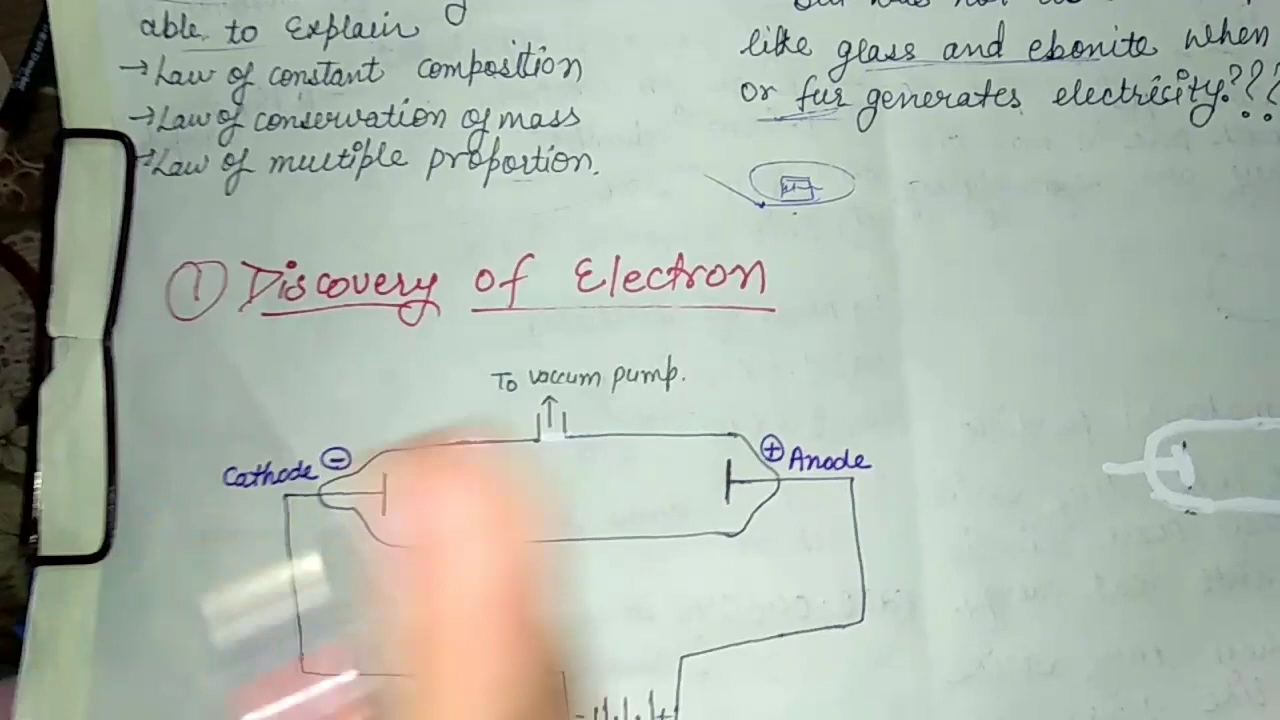 able to Explain
→ Law of constant composition
→ Law of conservation of mass
→ Law of multiple proportion.
like glass and ebonite when
or fur generates electricity???
① Discovery of Electron
To vaccum pump.
Cathode ⊖
⊕ Anode
- +